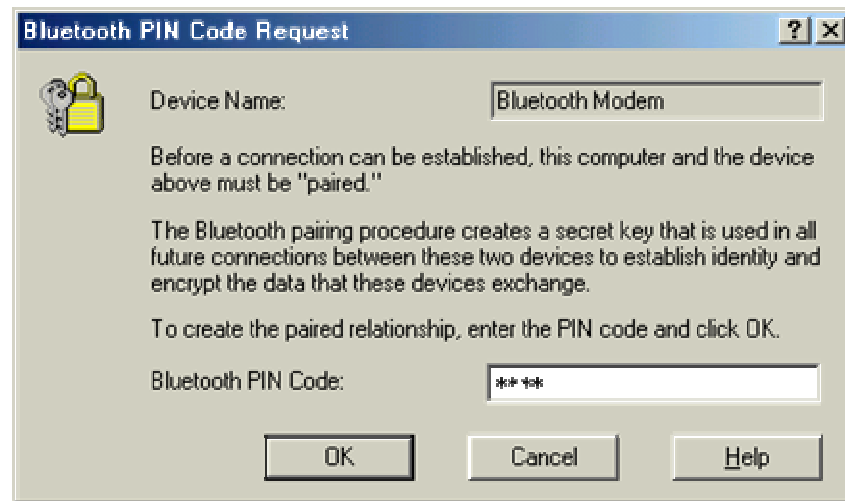 Bluetooth PIN Code Request
Device Name: Bluetooth Modem
Before a connection can be established, this computer and the device
above must be "paired."
The Bluetooth pairing procedure creates a secret key that is used in all
future connections between these two devices to establish identity and
encrypt the data that these devices exchange.
To create the paired relationship, enter the PIN code and click OK.
Bluetooth PIN Code: ****
OK Cancel Help